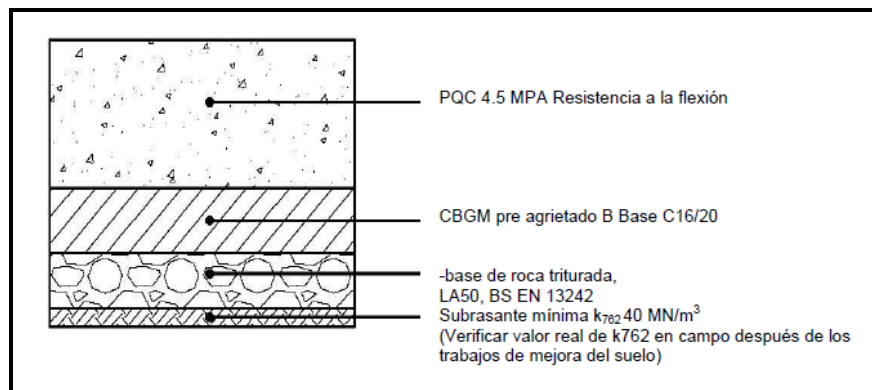 PQC 4.5 MPA Resistencia a la flexión
CBGM pre agrietado B Base C16/20
-base de roca triturada,
LA50, BS EN 13242
Subrasante mínima k762 40 MN/m³
(Verificar valor real de k762 en campo después de los
trabajos de mejora del suelo)